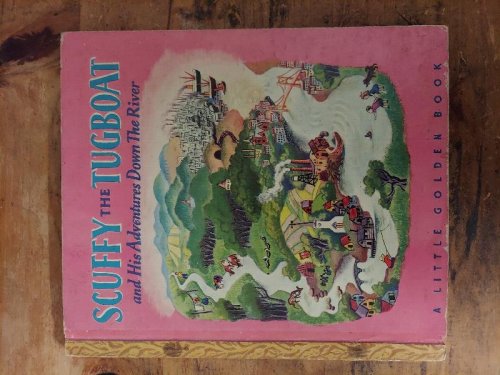 SCUFFY THE TUGBOAT
and His Adventures Down The River
A LITTLE GOLDEN BOOK